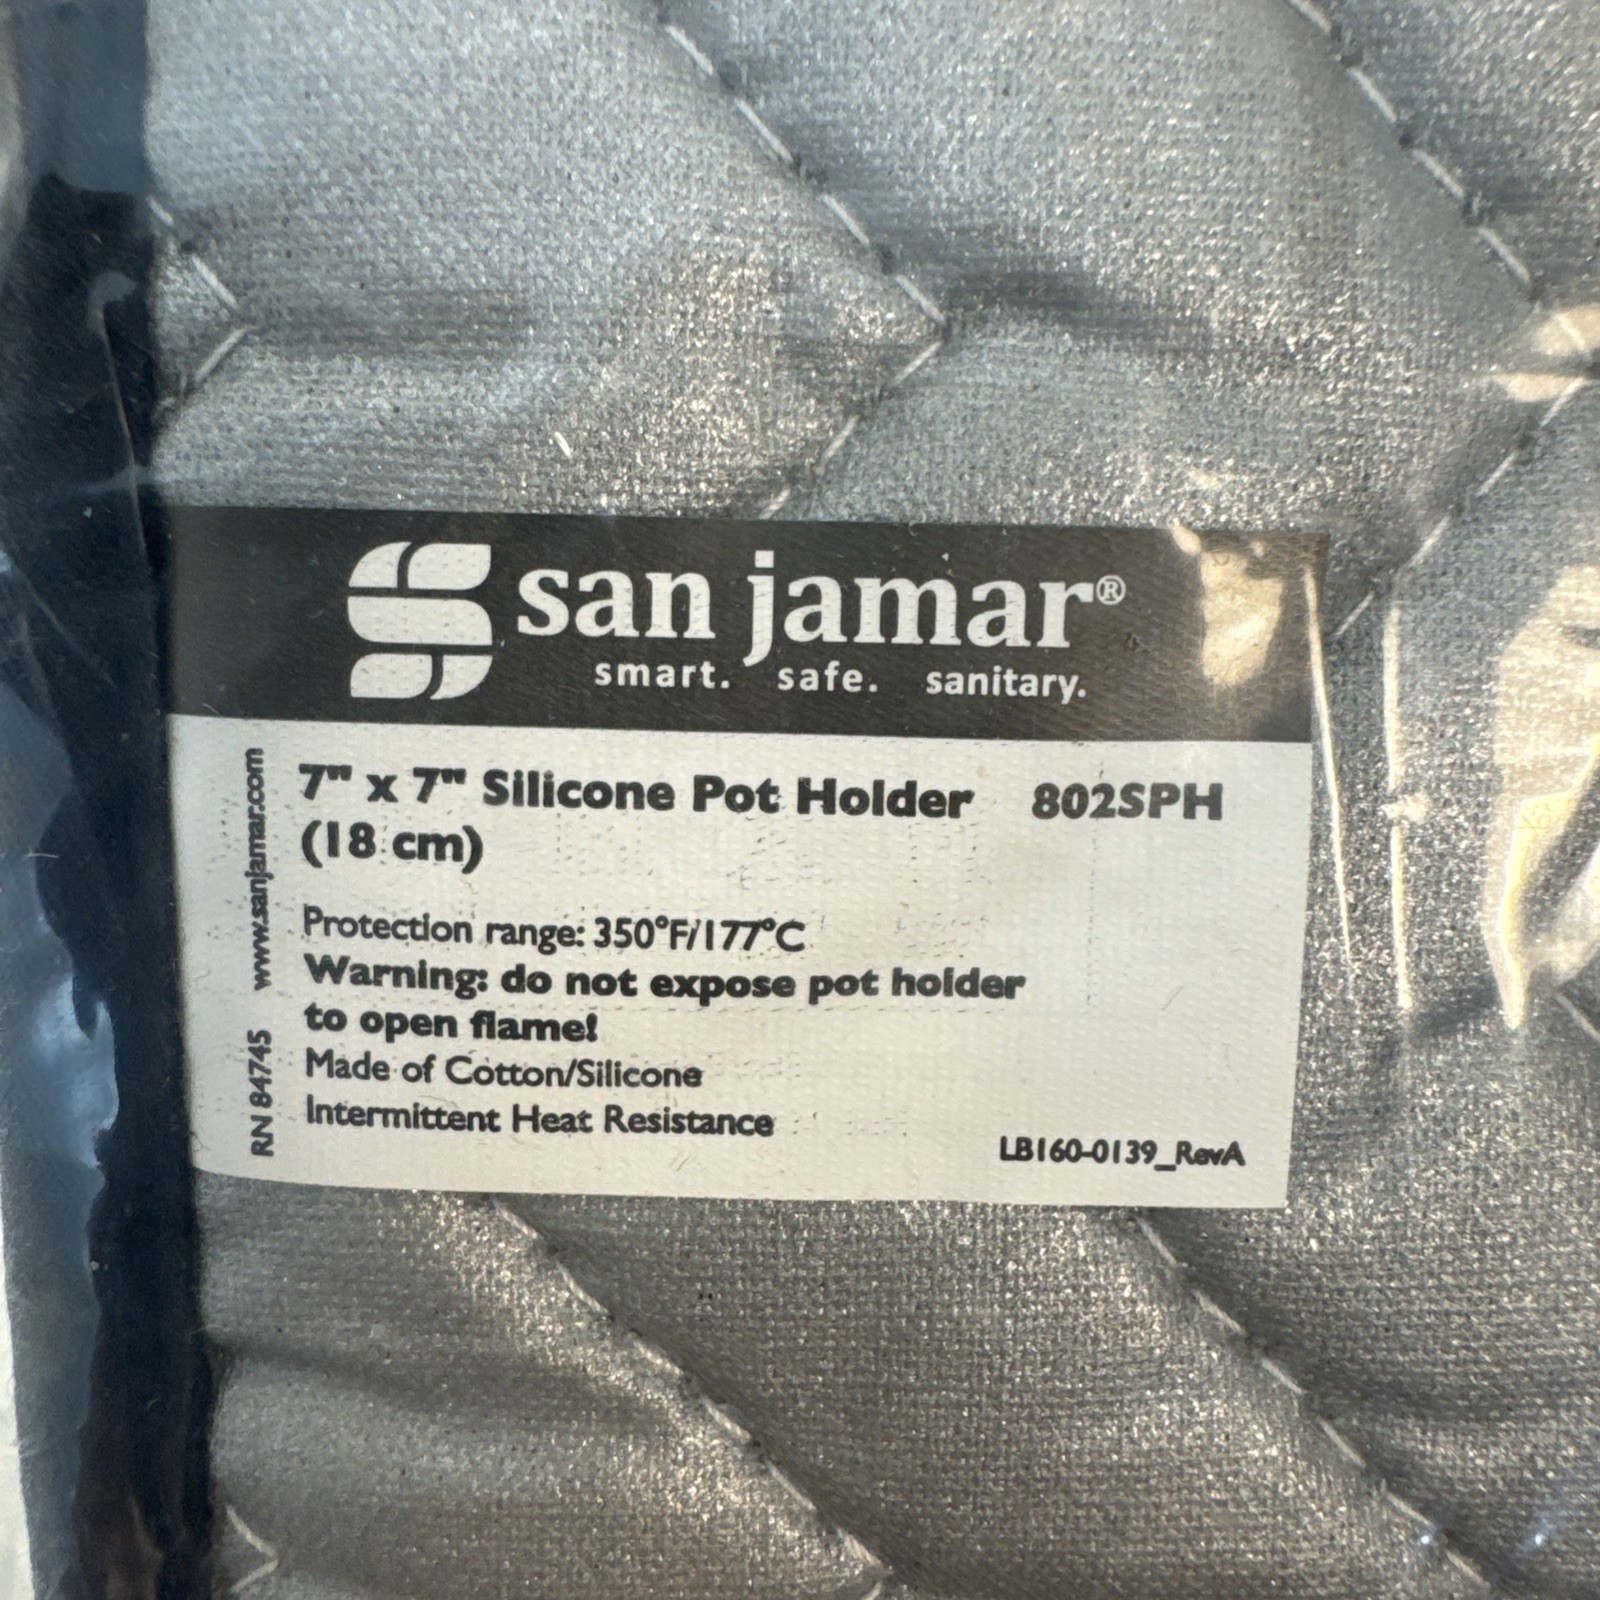 san jamar®
smart. safe. sanitary.
7" x 7" Silicone Pot Holder 802SPH
(18 cm)
Protection range: 350°F/177°C
Warning: do not expose pot holder
to open flame!
Made of Cotton/Silicone
Intermittent Heat Resistance
LB160-0139_RevA
RN 84745 www.sanjamar.com